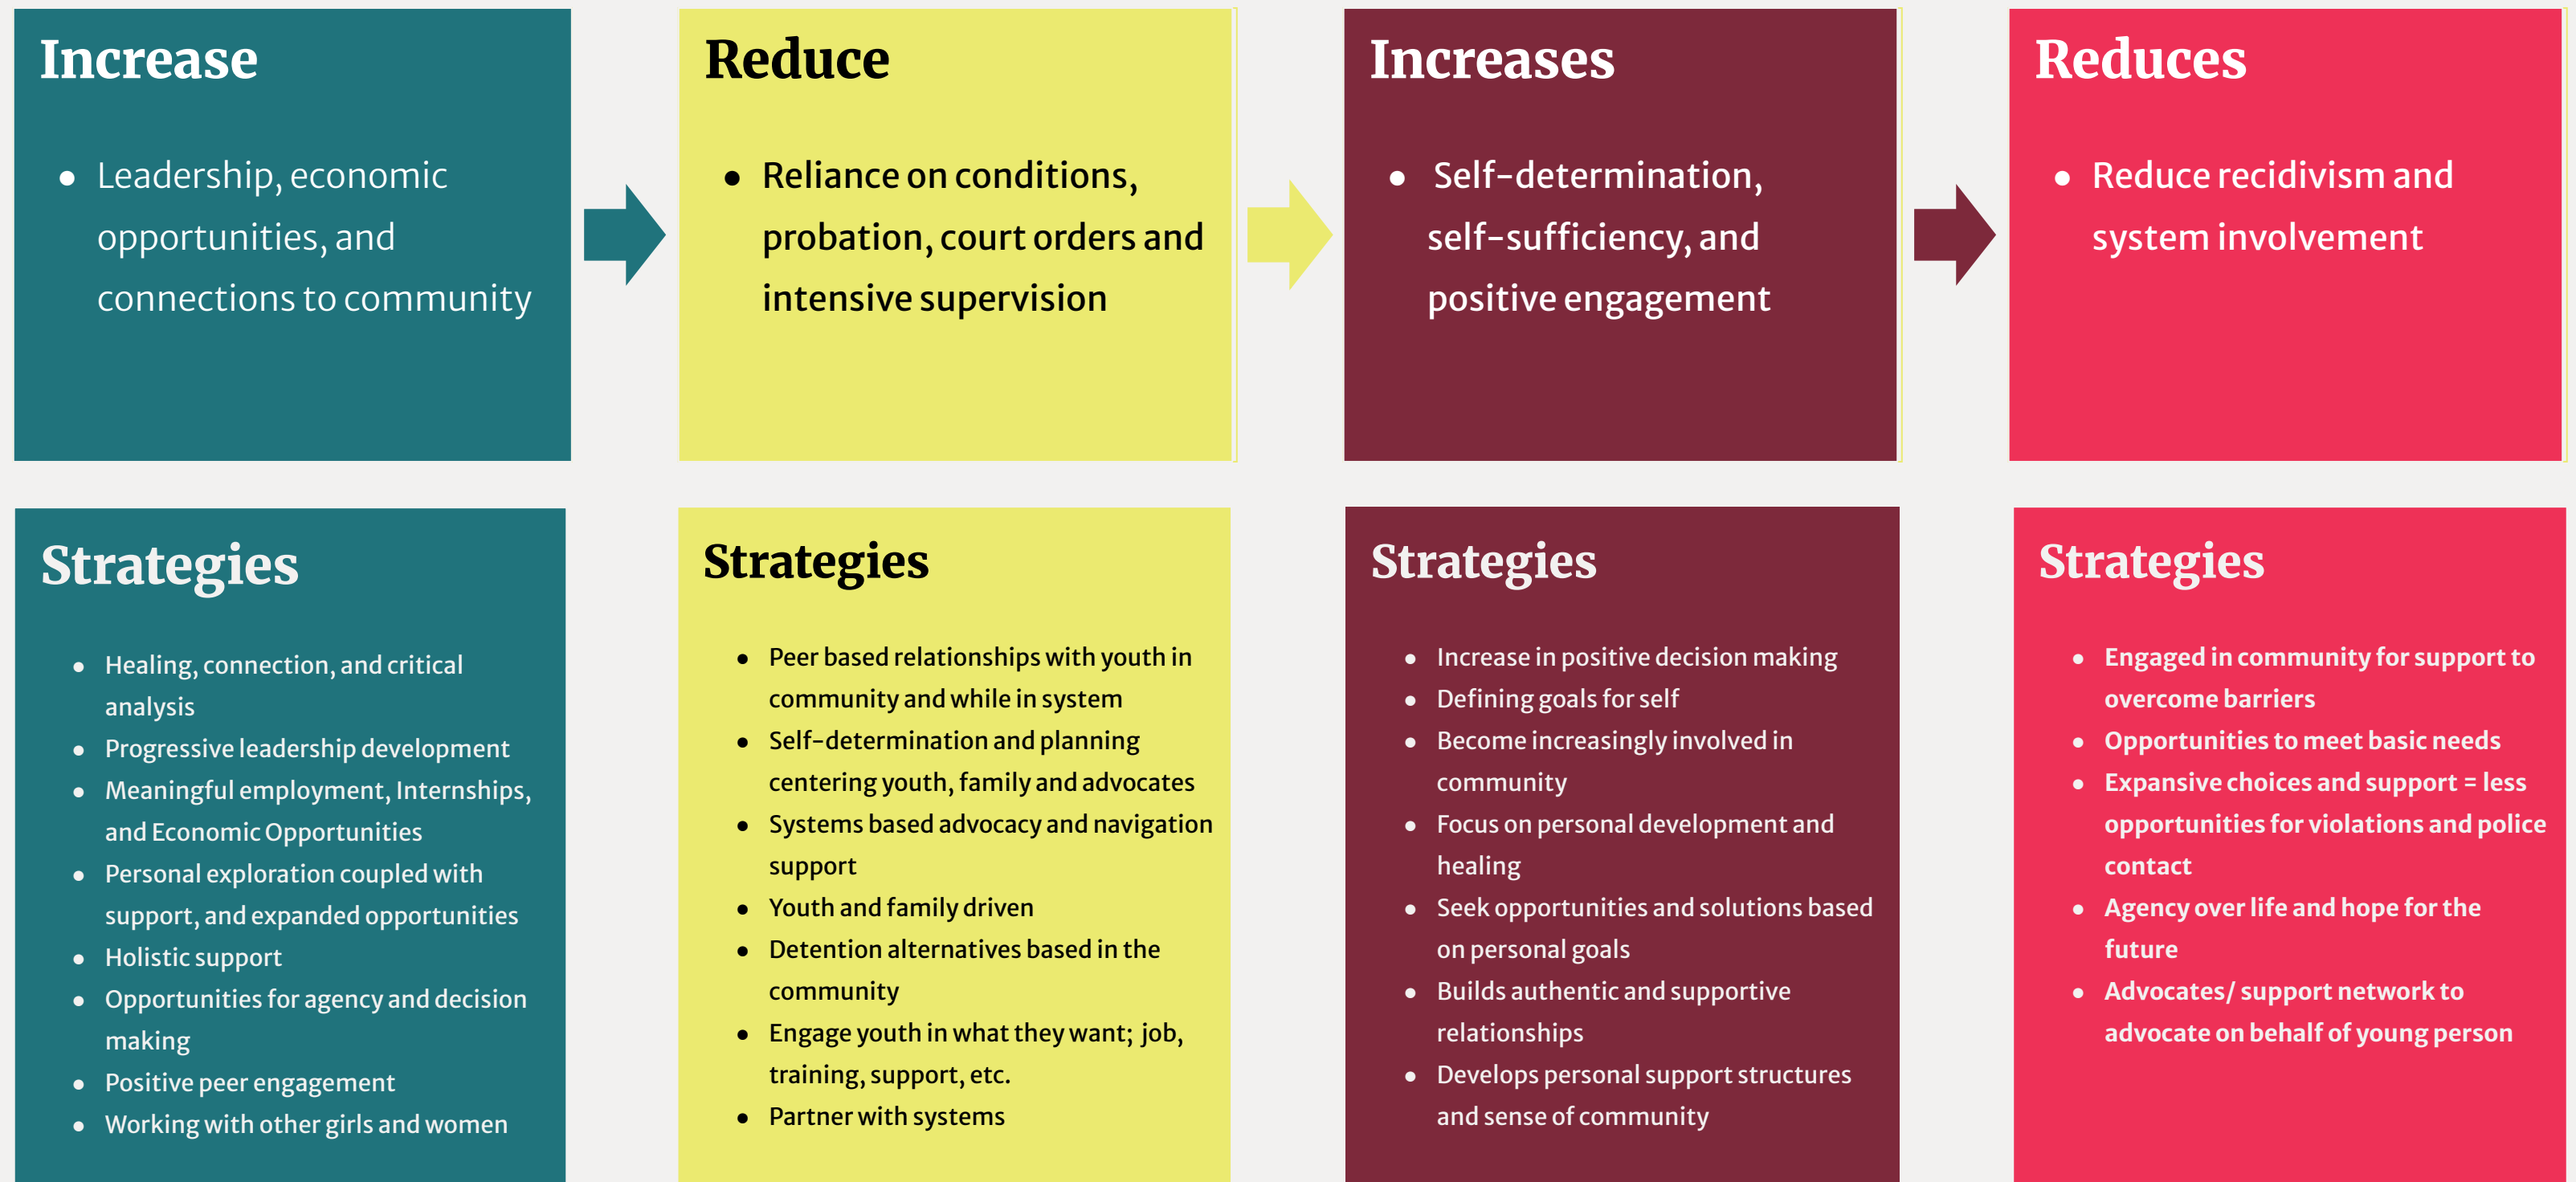 Increase
● Leadership, economic
opportunities, and
connections to community
Reduce
● Reliance on conditions,
probation, court orders and
intensive supervision
Increases
● Self-determination,
self-sufficiency, and
positive engagement
Reduces
● Reduce recidivism and
system involvement
Strategies
● Healing, connection, and critical
analysis
● Progressive leadership development
● Meaningful employment, Internships,
and Economic Opportunities
● Personal exploration coupled with
support, and expanded opportunities
● Holistic support
● Opportunities for agency and decision
making
● Positive peer engagement
● Working with other girls and women
Strategies
● Peer based relationships with youth in
community and while in system
● Self-determination and planning
centering youth, family and advocates
● Systems based advocacy and navigation
support
● Youth and family driven
● Detention alternatives based in the
community
● Engage youth in what they want; job,
training, support, etc.
● Partner with systems
Strategies
● Increase in positive decision making
● Defining goals for self
● Become increasingly involved in
community
● Focus on personal development and
healing
● Seek opportunities and solutions based
on personal goals
● Builds authentic and supportive
relationships
● Develops personal support structures
and sense of community
Strategies
● Engaged in community for support to
overcome barriers
● Opportunities to meet basic needs
● Expansive choices and support = less
opportunities for violations and police
contact
● Agency over life and hope for the
future
● Advocates/ support network to
advocate on behalf of young person